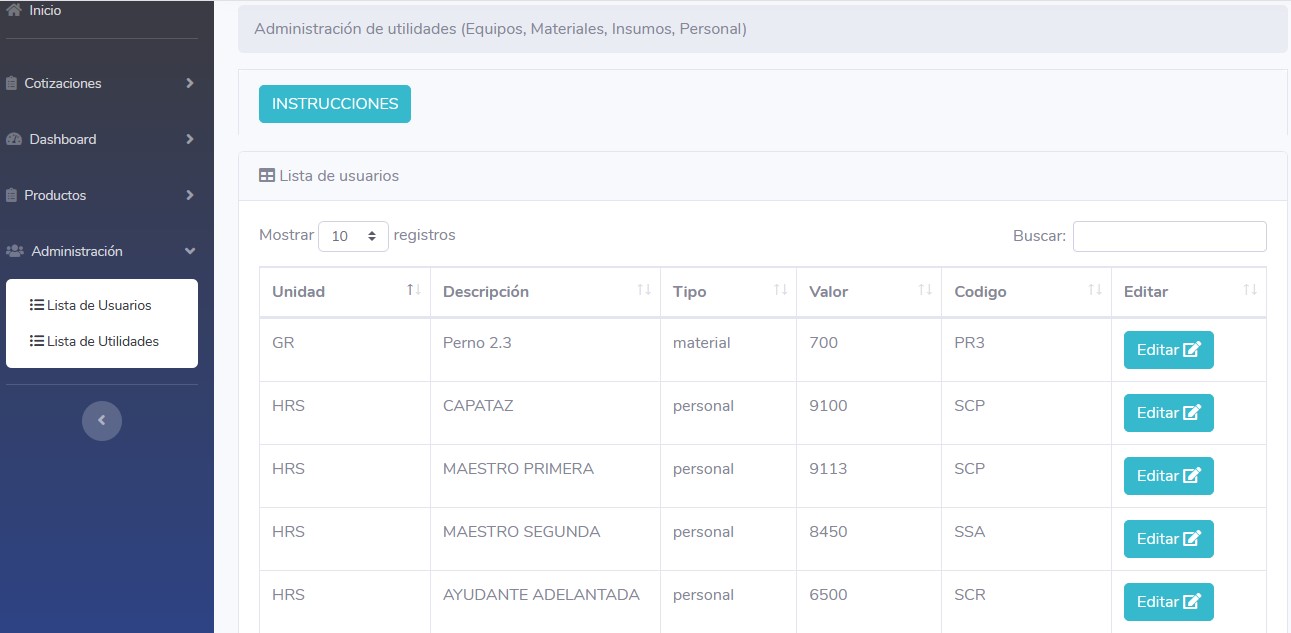 Inicio
Cotizaciones
Dashboard
Productos
Administración
Lista de Usuarios
Lista de Utilidades
Administración de utilidades (Equipos, Materiales, Insumos, Personal)
INSTRUCCIONES
Lista de usuarios
Mostrar 10 registros Buscar:
Unidad Descripción Tipo Valor Codigo Editar
GR Perno 2.3 material 700 PR3 Editar
HRS CAPATAZ personal 9100 SCP Editar
HRS MAESTRO PRIMERA personal 9113 SCP Editar
HRS MAESTRO SEGUNDA personal 8450 SSA Editar
HRS AYUDANTE ADELANTADA personal 6500 SCR Editar